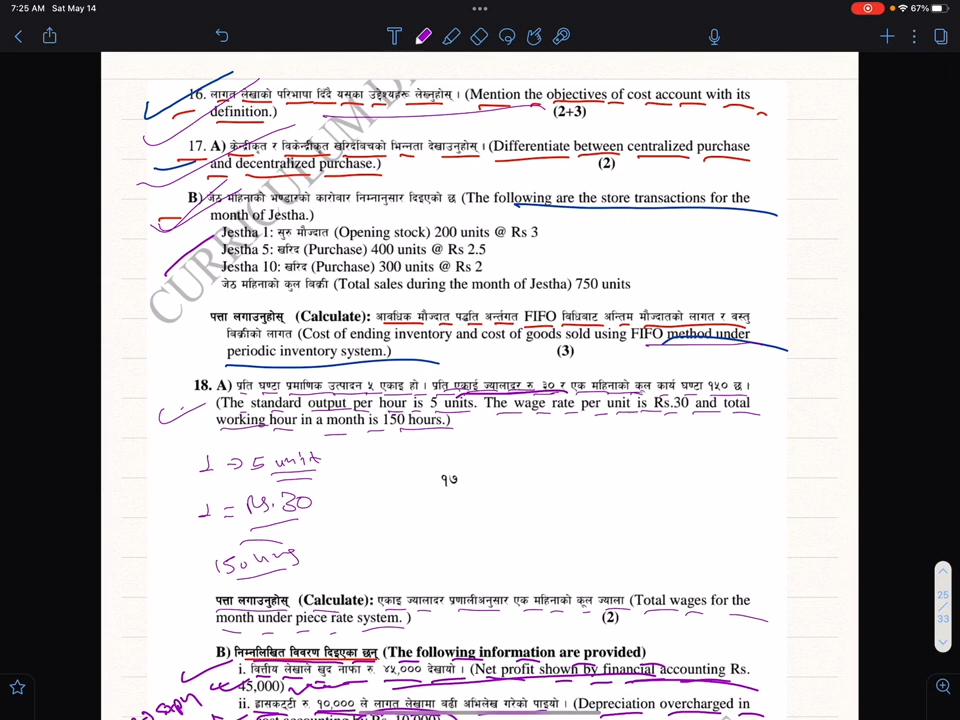 7:25 AM Sat May 14
67%
CURRICULUM D
16. लागत लेखाको परिभाषा दिँदै यसका उद्देश्यहरू लेख्नुहोस् । (Mention the objectives of cost account with its
definition.) (2+3)
17. A) केन्द्रीकृत र विकेन्द्रीकृत खरिदबिचको भिन्नता देखाउनुहोस् । (Differentiate between centralized purchase
and decentralized purchase.) (2)
B) जेठ महिनाको भण्डारको कारोबार निम्नानुसार दिइएको छ (The following are the store transactions for the
month of Jestha.)
Jestha 1: सुरु मौज्दात (Opening stock) 200 units @ Rs 3
Jestha 5: खरिद (Purchase) 400 units @ Rs 2.5
Jestha 10: खरिद (Purchase) 300 units @ Rs 2
जेठ महिनाको कुल बिक्री (Total sales during the month of Jestha) 750 units
पत्ता लगाउनुहोस् (Calculate): आवधिक मौज्दात पद्धति अर्न्तगत FIFO विधिबाट अन्तिम मौज्दातको लागत र वस्तु
बिक्रीको लागत (Cost of ending inventory and cost of goods sold using FIFO method under
periodic inventory system.) (3)
18. A) प्रति घण्टा प्रमाणिक उत्पादन ५ एकाइ हो। प्रति एकाई ज्यालादर रु. ३० र एक महिनाको कुल कार्य घण्टा १५० छ ।
(The standard output per hour is 5 units. The wage rate per unit is Rs.30 and total
working hour in a month is 150 hours.)
1 → 5 unit
1 = Rs. 30
१७
150 hrs
पत्ता लगाउनुहोस् (Calculate): एकाइ ज्यालादर प्रणालीअनुसार एक महिनाको कूल ज्याला (Total wages for the
month under piece rate system. ) (2)
B) निम्नलिखित विवरण दिइएका छन् (The following information are provided)
i. वित्तीय लेखाले खुद नाफा रु. ४५,००० देखायो । (Net profit shown by financial accounting Rs.
45,000)
ii. ह्रासकट्टी रु. १०,००० ले लागत लेखामा बढी अभिलेख गरेको पाइयो । (Depreciation overcharged in
cost accounting by Rs. 10,000)
25
33